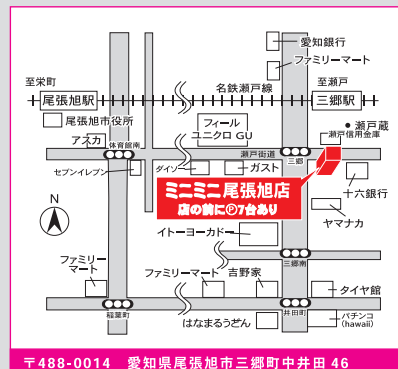 愛知銀行
ファミリーマート
至栄町
名鉄瀬戸線
至瀬戸
尾張旭駅
三郷駅
尾張旭市役所
フィール
ユニクロ GU
瀬戸蔵
瀬戸信用金庫
アスカ
体育館南
瀬戸街道
三郷
セブンイレブン
ダイソー
ガスト
十六銀行
ミニミニ尾張旭店
店の前にⓅ7台あり
ヤマナカ
N
イトーヨーカドー
三郷南
ファミリー
マート
ファミリーマート
吉野家
タイヤ館
稲葉町
井田町
はなまるうどん
パチンコ
(hawaii)
〒488-0014 愛知県尾張旭市三郷町中井田 46